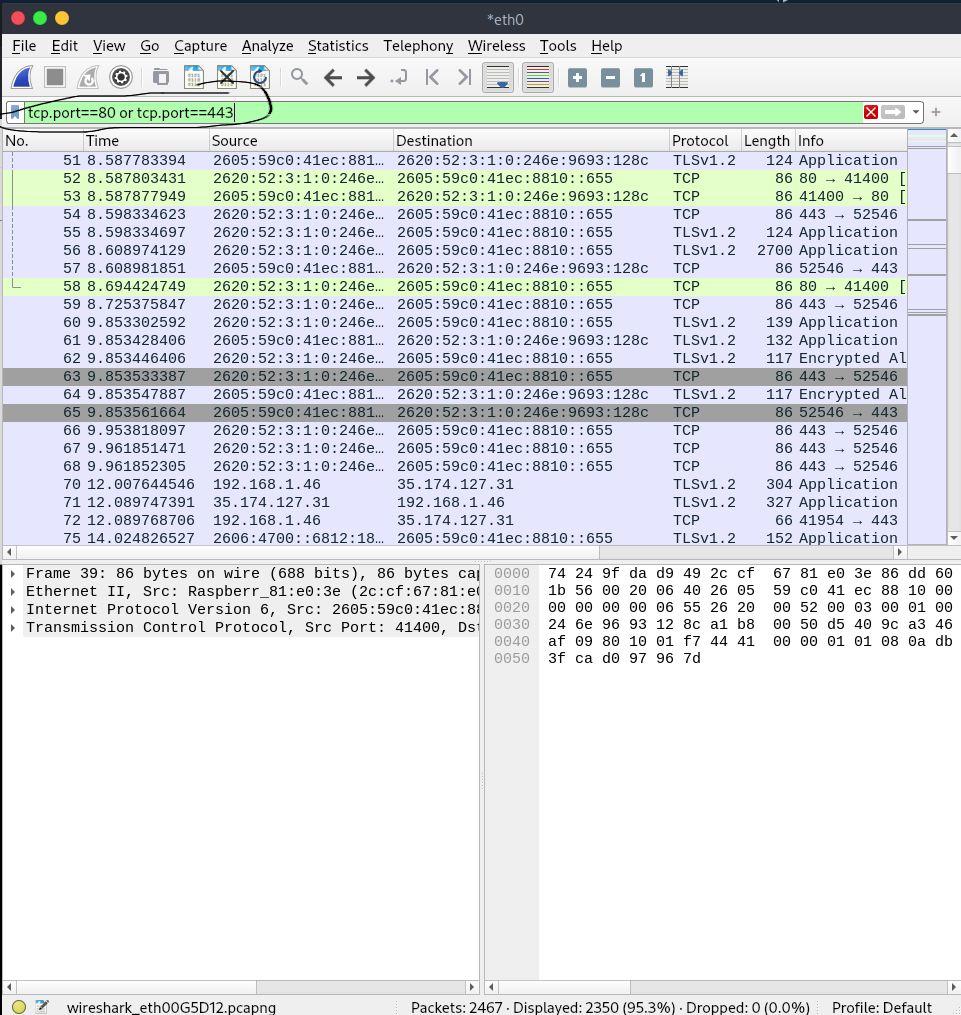 *eth0
File Edit View Go Capture Analyze Statistics Telephony Wireless Tools Help
tcp.port==80 or tcp.port==443
No. Time Source Destination Protocol Length Info
51 8.587783394 2605:59c0:41ec:881… 2620:52:3:1:0:246e:9693:128c TLSv1.2 124 Application
52 8.587803431 2620:52:3:1:0:246e… 2605:59c0:41ec:8810::655 TCP 86 80 → 41400 [
53 8.587877949 2605:59c0:41ec:881… 2620:52:3:1:0:246e:9693:128c TCP 86 41400 → 80 [
54 8.598334623 2620:52:3:1:0:246e… 2605:59c0:41ec:8810::655 TCP 86 443 → 52546
55 8.598334697 2620:52:3:1:0:246e… 2605:59c0:41ec:8810::655 TLSv1.2 124 Application
56 8.608974129 2620:52:3:1:0:246e… 2605:59c0:41ec:8810::655 TLSv1.2 2700 Application
57 8.608981851 2605:59c0:41ec:881… 2620:52:3:1:0:246e:9693:128c TCP 86 52546 → 443
58 8.694424749 2620:52:3:1:0:246e… 2605:59c0:41ec:8810::655 TCP 86 80 → 41400 [
59 8.725375847 2620:52:3:1:0:246e… 2605:59c0:41ec:8810::655 TCP 86 443 → 52546
60 9.853302592 2620:52:3:1:0:246e… 2605:59c0:41ec:8810::655 TLSv1.2 139 Application
61 9.853428406 2605:59c0:41ec:881… 2620:52:3:1:0:246e:9693:128c TLSv1.2 132 Application
62 9.853446406 2620:52:3:1:0:246e… 2605:59c0:41ec:8810::655 TLSv1.2 117 Encrypted Al
63 9.853533387 2620:52:3:1:0:246e… 2605:59c0:41ec:8810::655 TCP 86 443 → 52546
64 9.853547887 2605:59c0:41ec:881… 2620:52:3:1:0:246e:9693:128c TLSv1.2 117 Encrypted Al
65 9.853561664 2605:59c0:41ec:881… 2620:52:3:1:0:246e:9693:128c TCP 86 52546 → 443
66 9.953818097 2620:52:3:1:0:246e… 2605:59c0:41ec:8810::655 TCP 86 443 → 52546
67 9.961851471 2620:52:3:1:0:246e… 2605:59c0:41ec:8810::655 TCP 86 443 → 52546
68 9.961852305 2620:52:3:1:0:246e… 2605:59c0:41ec:8810::655 TCP 86 443 → 52546
70 12.007644546 192.168.1.46 35.174.127.31 TLSv1.2 304 Application
71 12.089747391 35.174.127.31 192.168.1.46 TLSv1.2 327 Application
72 12.089768706 192.168.1.46 35.174.127.31 TCP 66 41954 → 443
75 14.024826527 2606:4700::6812:18… 2605:59c0:41ec:8810::655 TLSv1.2 152 Application
Frame 39: 86 bytes on wire (688 bits), 86 bytes cap
Ethernet II, Src: Raspberr_81:e0:3e (2c:cf:67:81:e0
Internet Protocol Version 6, Src: 2605:59c0:41ec:88
Transmission Control Protocol, Src Port: 41400, Dst
0000 74 24 9f da d9 49 2c cf 67 81 e0 3e 86 dd 60
0010 1b 56 00 20 06 40 26 05 59 c0 41 ec 88 10 00
0020 00 00 00 00 06 55 26 20 00 52 00 03 00 01 00
0030 24 6e 96 93 12 8c a1 b8 00 50 d5 40 9c a3 46
0040 af 09 80 10 01 f7 44 41 00 00 01 01 08 0a db
0050 3f ca d0 97 96 7d
wireshark_eth00G5D12.pcapng Packets: 2467 · Displayed: 2350 (95.3%) · Dropped: 0 (0.0%) Profile: Default